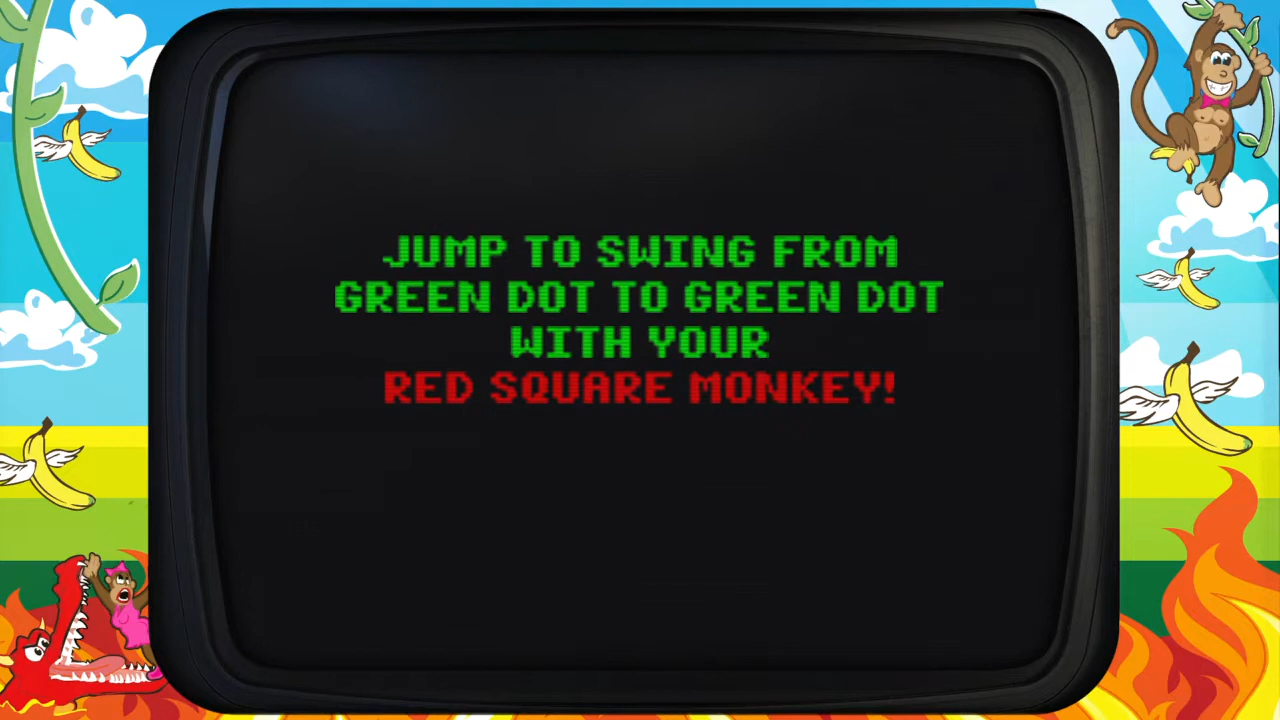 JUMP TO SWING FROM
GREEN DOT TO GREEN DOT
WITH YOUR
RED SQUARE MONKEY!